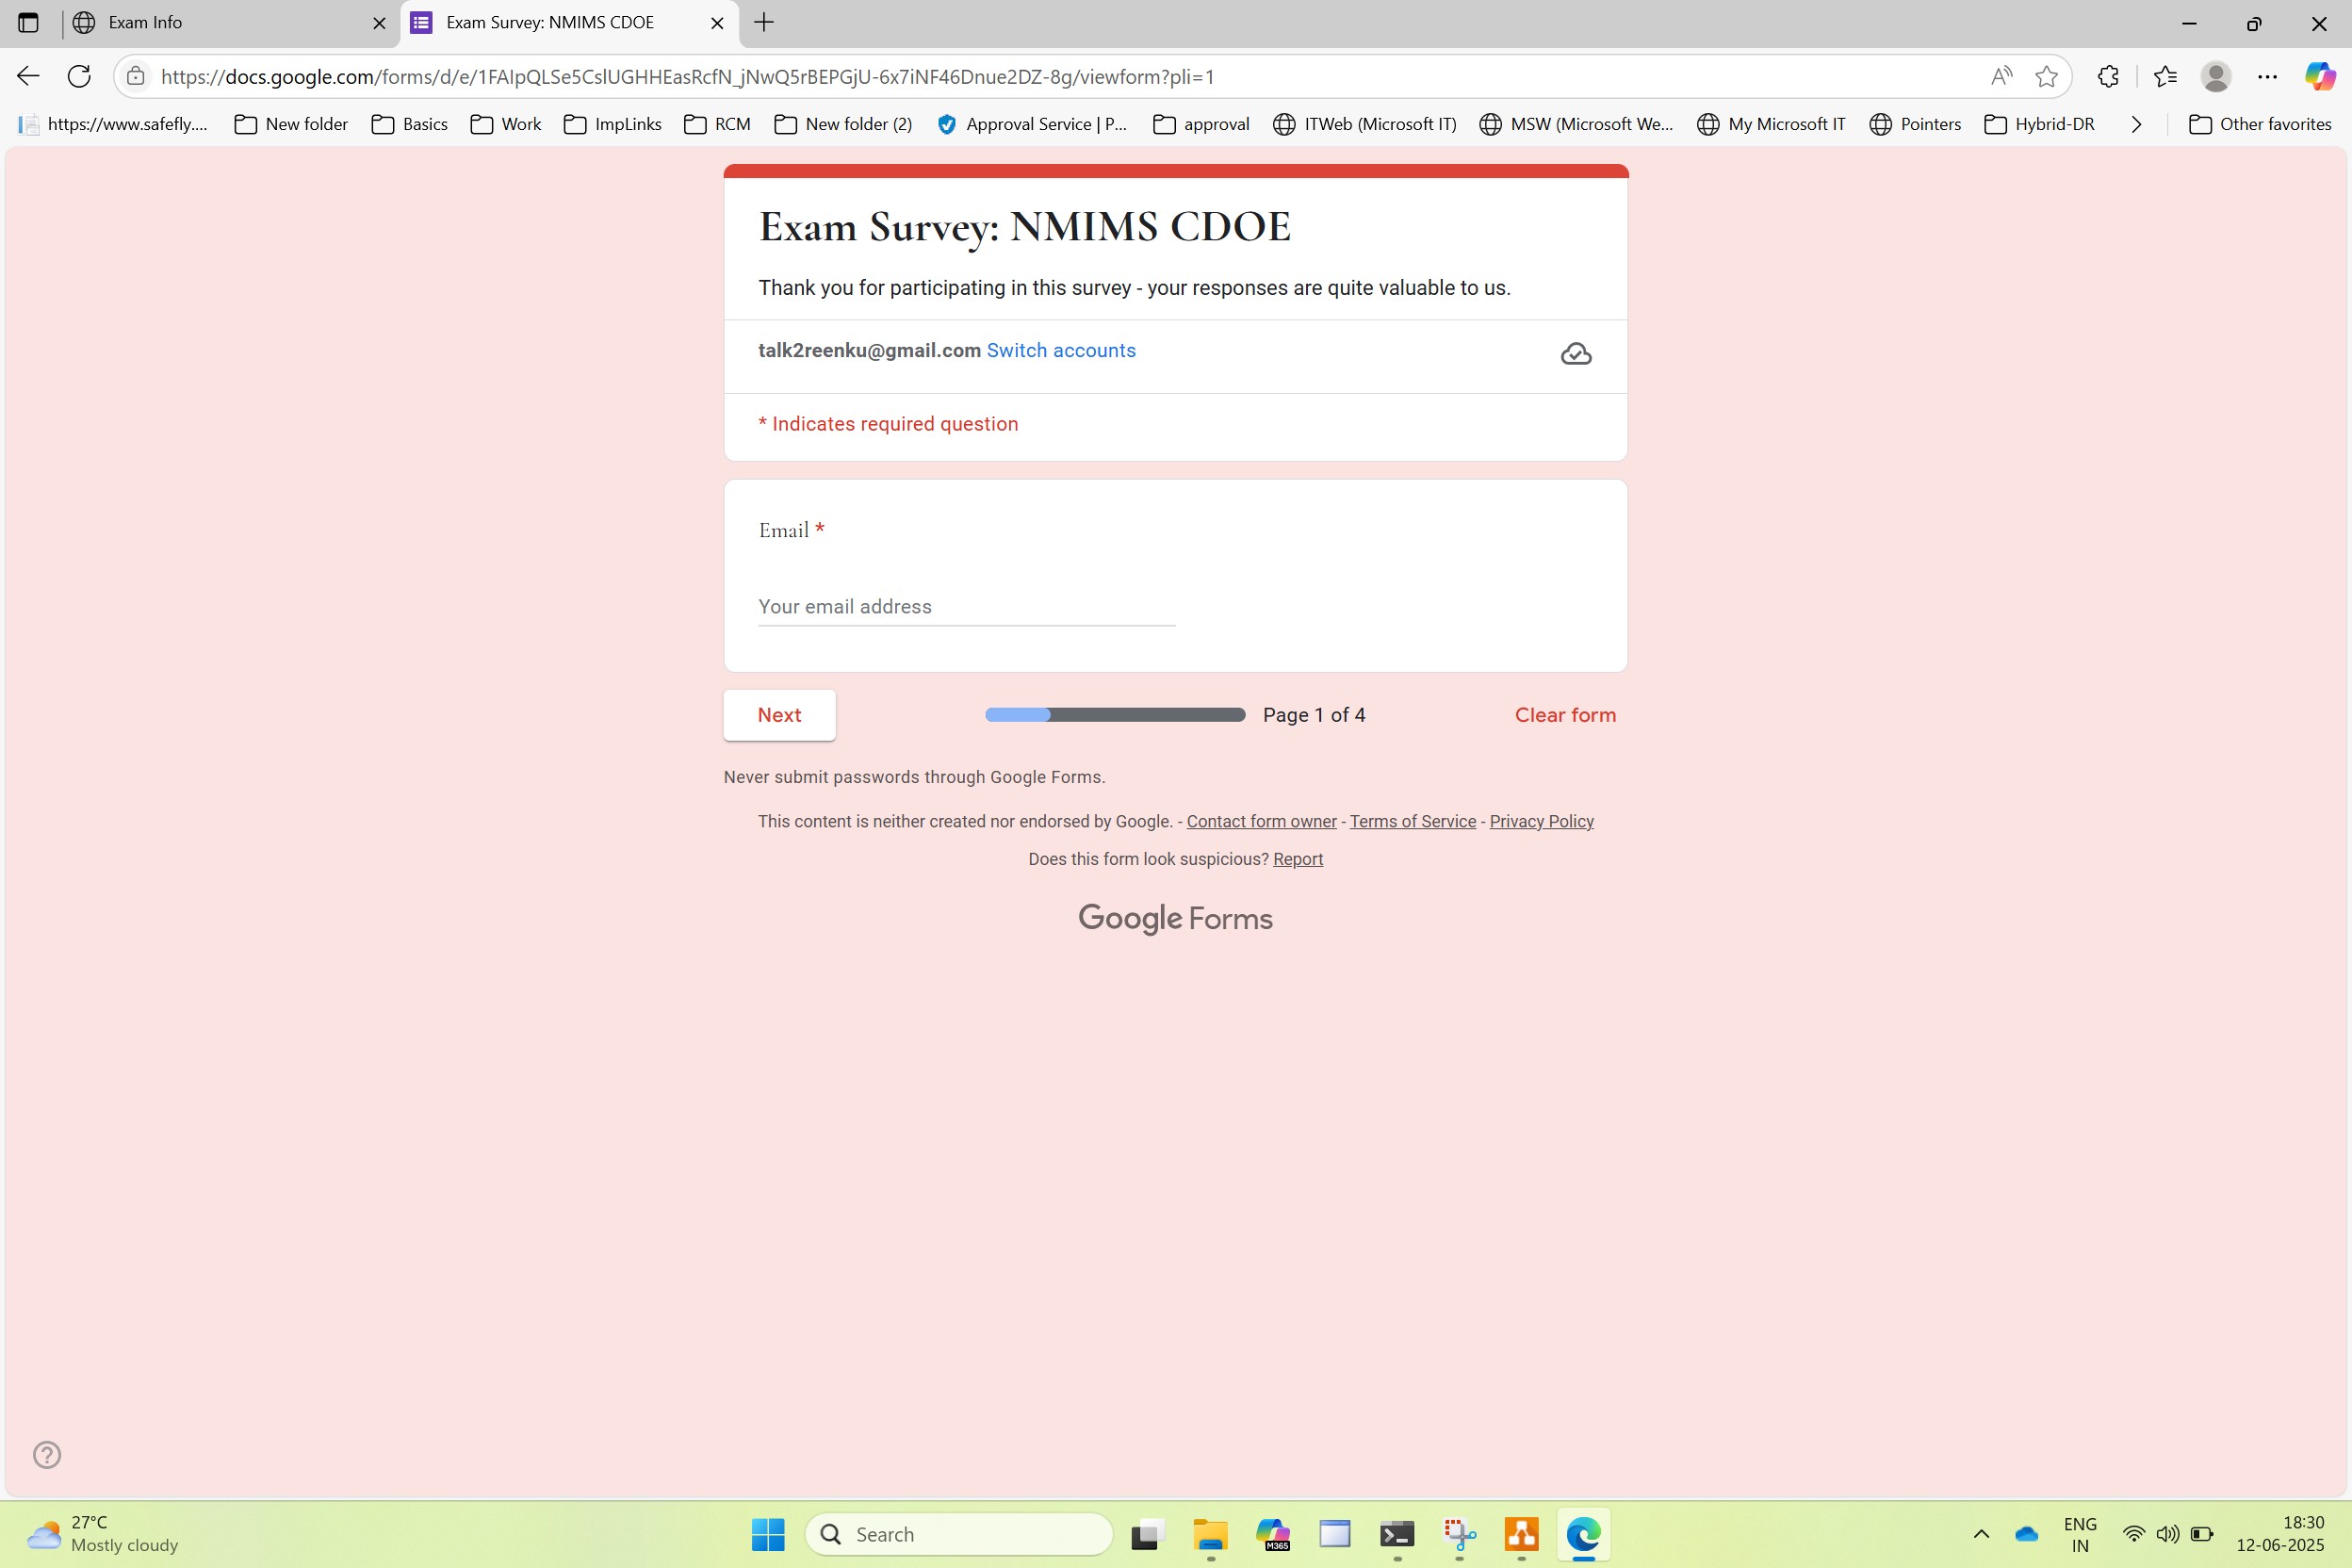 Exam Info
Exam Survey: NMIMS CDOE
https://docs.google.com/forms/d/e/1FAIpQLSe5CslUGHHEasRcfN_jNwQ5rBEPGjU-6x7iNF46Dnue2DZ-8g/viewform?pli=1
https://www.safefly.... New folder Basics Work ImpLinks RCM New folder (2) Approval Service | P... approval ITWeb (Microsoft IT) MSW (Microsoft We... My Microsoft IT Pointers Hybrid-DR Other favorites
Exam Survey: NMIMS CDOE
Thank you for participating in this survey - your responses are quite valuable to us.
talk2reenku@gmail.com Switch accounts
* Indicates required question
Email *
Your email address
Next Page 1 of 4 Clear form
Never submit passwords through Google Forms.
This content is neither created nor endorsed by Google. - Contact form owner - Terms of Service - Privacy Policy
Does this form look suspicious? Report
Google Forms
27°C
Mostly cloudy
Search
M365
ENG
IN
18:30
12-06-2025